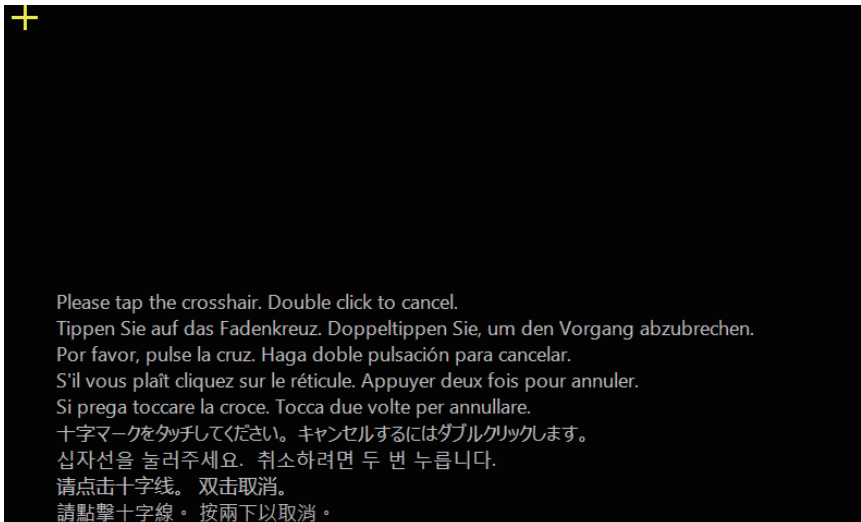 Please tap the crosshair. Double click to cancel.
Tippen Sie auf das Fadenkreuz. Doppeltippen Sie, um den Vorgang abzubrechen.
Por favor, pulse la cruz. Haga doble pulsación para cancelar.
S'il vous plaît cliquez sur le réticule. Appuyer deux fois pour annuler.
Si prega toccare la croce. Tocca due volte per annullare.
十字マークをタッチしてください。キャンセルするにはダブルクリックします。
십자선을 눌러주세요. 취소하려면 두 번 누릅니다.
请点击十字线。 双击取消。
請點擊十字線。 按兩下以取消。